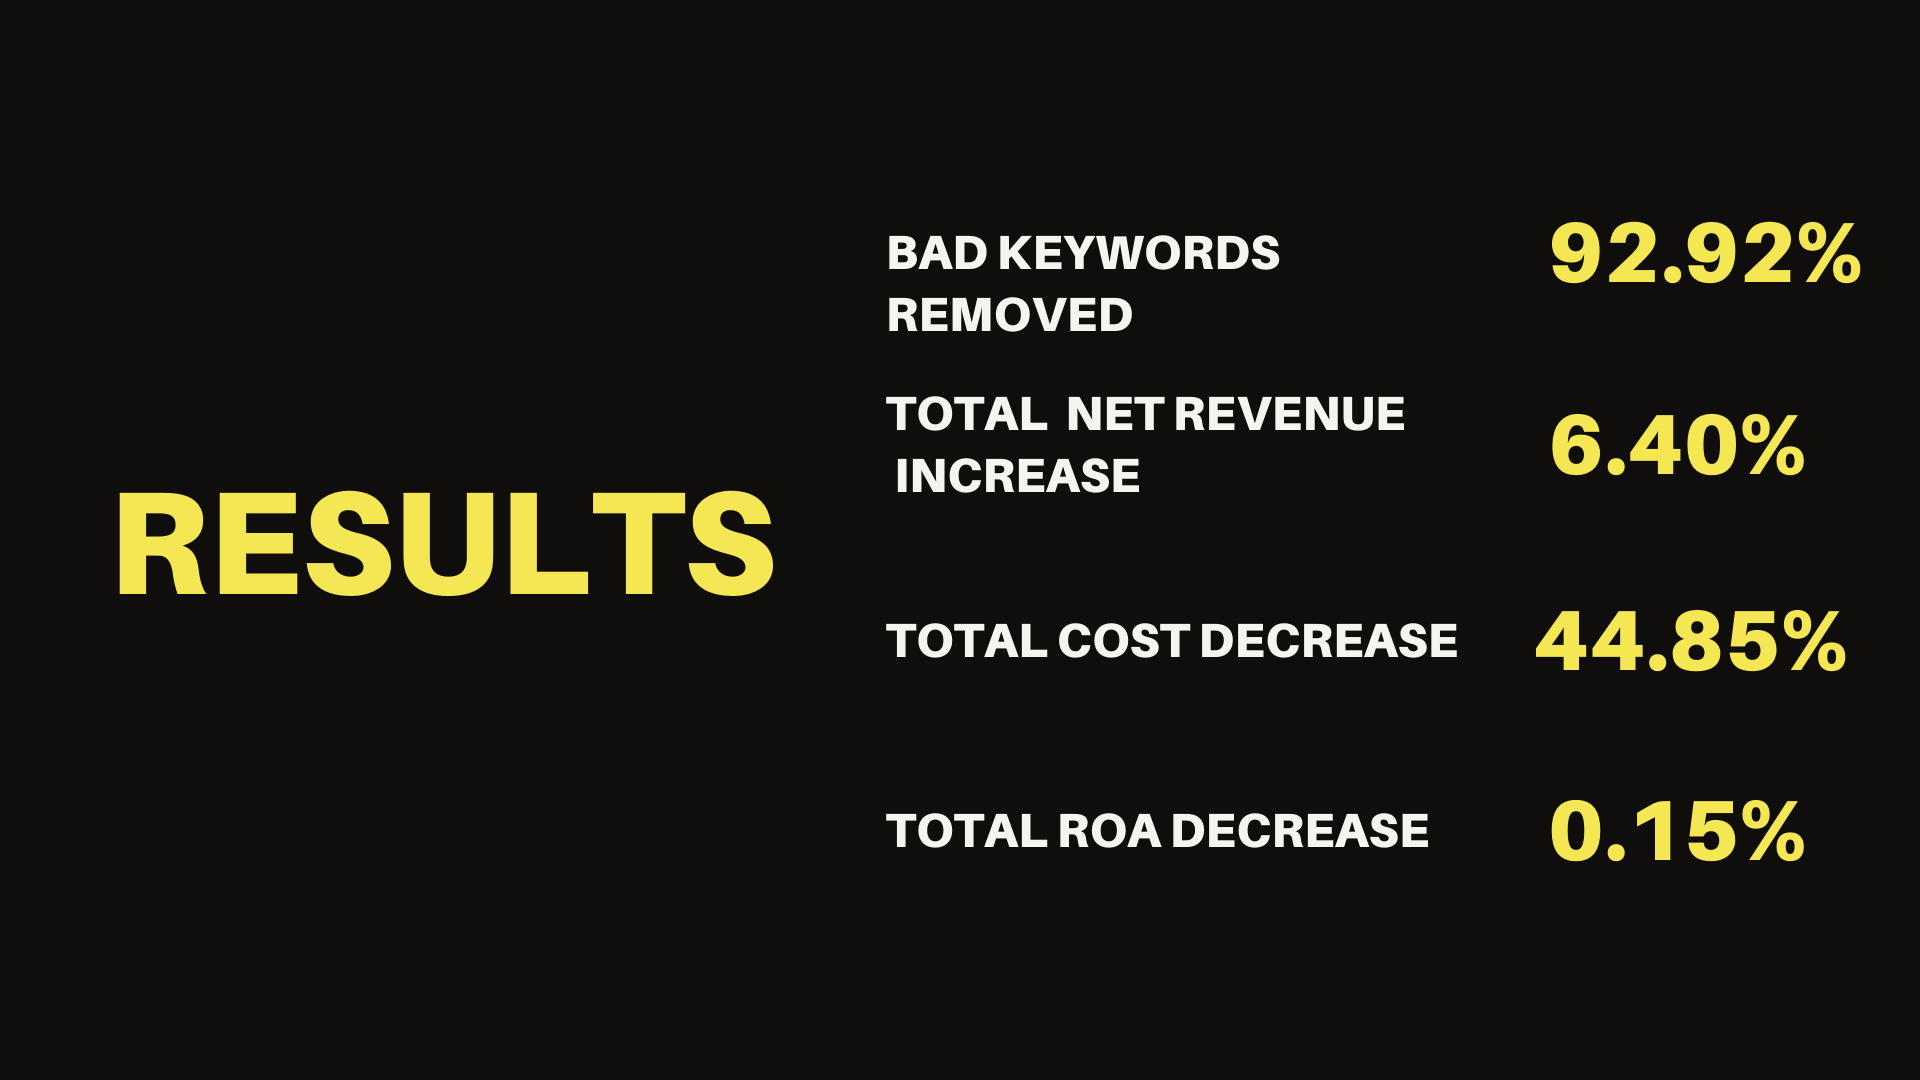 RESULTS
BAD KEYWORDS
REMOVED
92.92%
TOTAL NET REVENUE
INCREASE
6.40%
TOTAL COST DECREASE
44.85%
TOTAL ROA DECREASE
0.15%